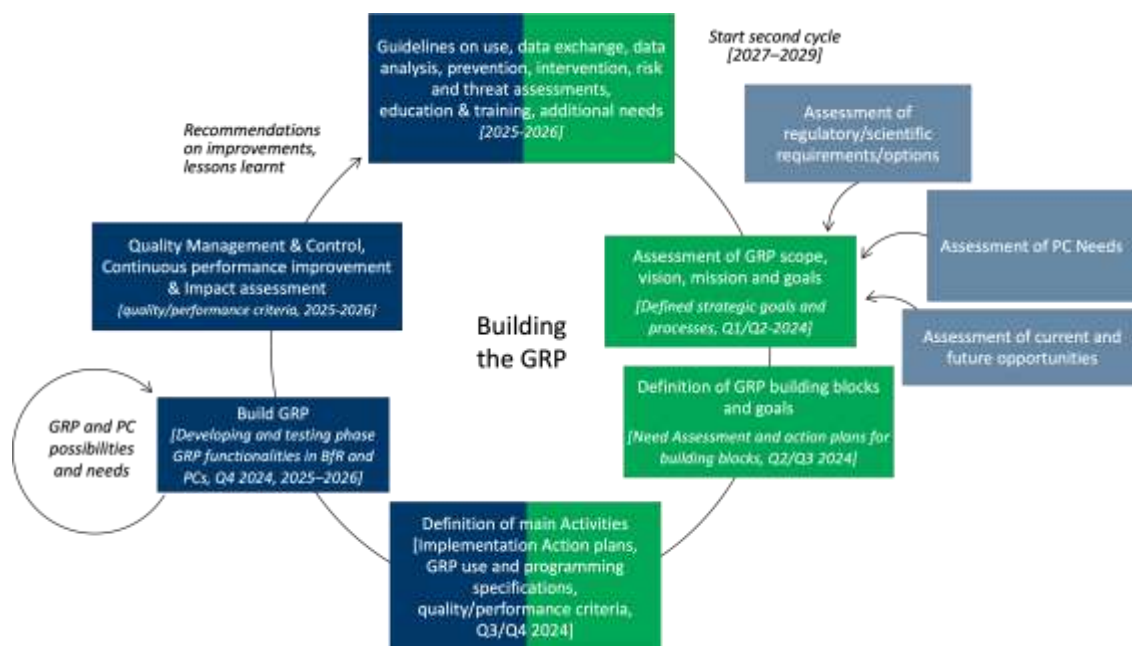 Guidelines on use, data exchange, data
analysis, prevention, intervention, risk
and threat assessments,
education & training, additional needs
[2025-2026]
Start second cycle
[2027–2029]
Assessment of
regulatory/scientific
requirements/options
Assessment of PC Needs
Assessment of current and
future opportunities
Assessment of GRP scope,
vision, mission and goals
[Defined strategic goals and
processes, Q1/Q2-2024]
Definition of GRP building blocks
and goals
[Need Assessment and action plans for
building blocks, Q2/Q3 2024]
Definition of main Activities
[Implementation Action plans,
GRP use and programming
specifications,
quality/performance criteria,
Q3/Q4 2024]
Build GRP
[Developing and testing phase
GRP functionalities in BfR and
PCs, Q4 2024, 2025–2026]
GRP and PC
possibilities
and needs
Quality Management & Control,
Continuous performance improvement
& Impact assessment
[quality/performance criteria, 2025-2026]
Recommendations
on improvements,
lessons learnt
Building
the GRP